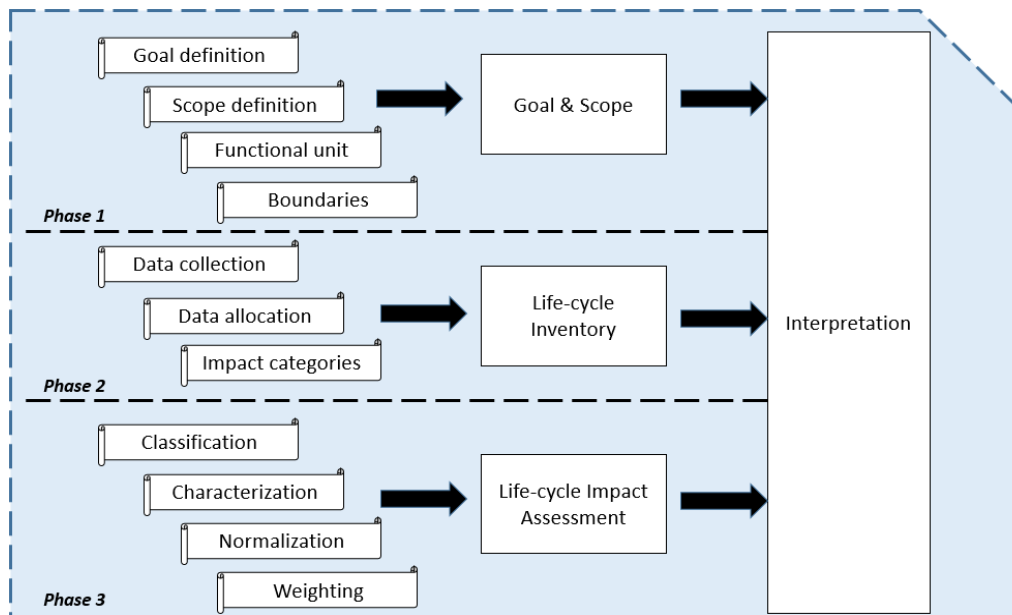 Goal definition
Scope definition
Functional unit
Boundaries
Goal & Scope
Phase 1
Data collection
Data allocation
Impact categories
Life-cycle
Inventory
Phase 2
Classification
Characterization
Normalization
Weighting
Life-cycle Impact
Assessment
Phase 3
Interpretation